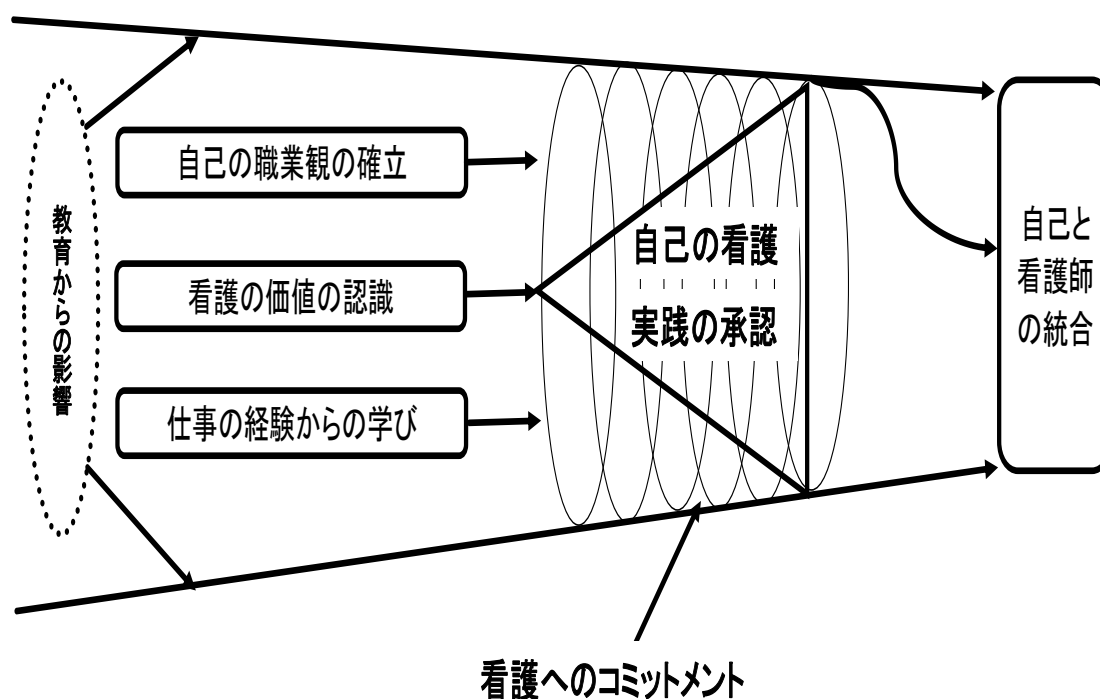 教育からの影響
自己の職業観の確立
看護の価値の認識
仕事の経験からの学び
自己の看護
実践の承認
自己と
看護師
の統合
看護へのコミットメント